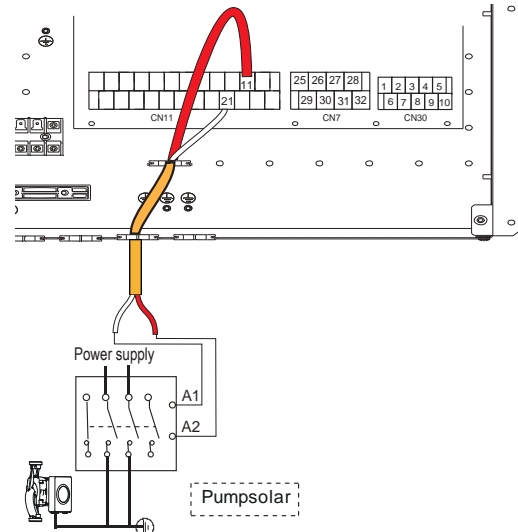 11
25 26 27 28
1 2 3 4 5
21
29 30 31 32
6 7 8 9 10
CN11
CN7
CN30
Power supply
A1
A2
Pumpsolar